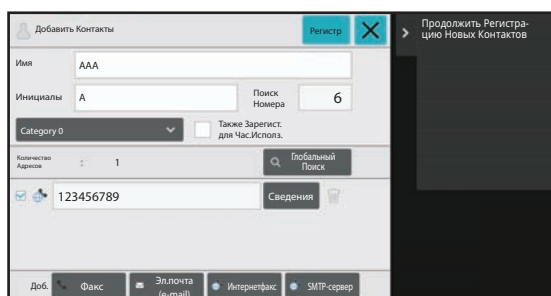 Добавить Контакты
Регистр
Продолжить Регистра-
цию Новых Контактов
Имя
AAA
Инициалы
A
Поиск
Номера
6
Category 0
Также Зарегист.
для Час.Исполз.
Количество
Адресов
:
1
Глобальный
Поиск
123456789
Сведения
Доб.
Факс
Эл.почта
(e-mail)
Интернетфакс
SMTP-сервер